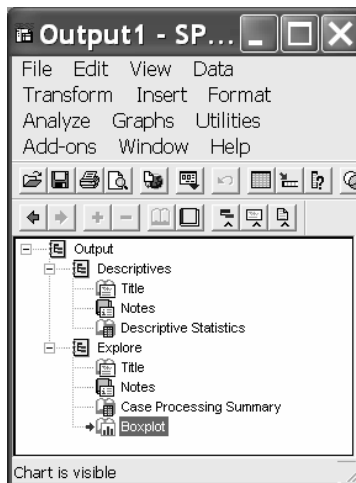 Output1 - SP...
File Edit View Data
Transform Insert Format
Analyze Graphs Utilities
Add-ons Window Help
Output
Descriptives
Title
Notes
Descriptive Statistics
Explore
Title
Notes
Case Processing Summary
Boxplot
Chart is visible